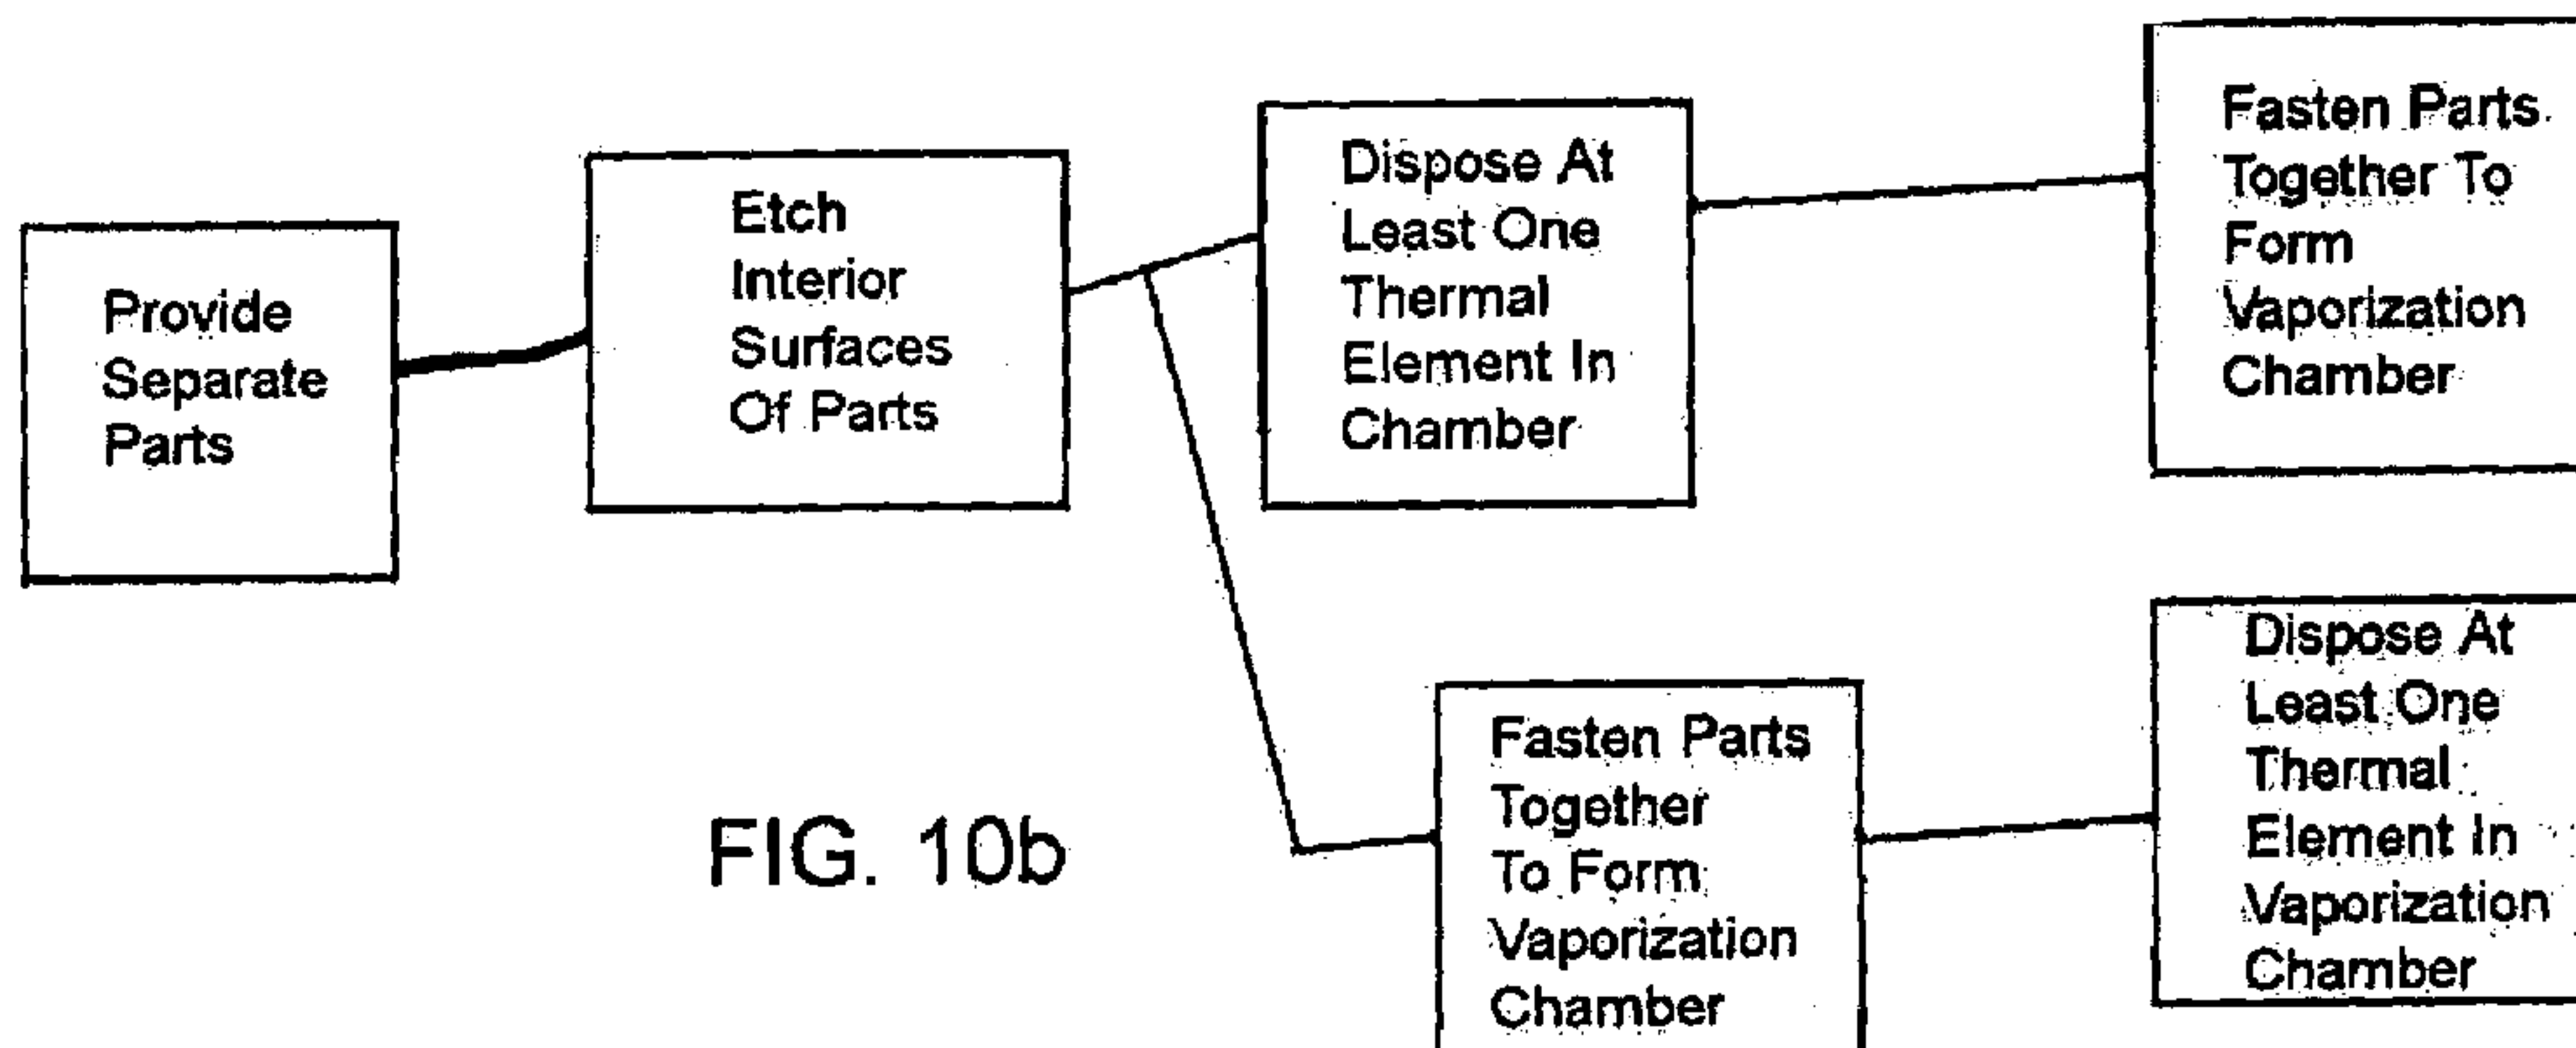 Provide
Separate
Parts
Etch
Interior
Surfaces
Of Parts
Dispose At
Least One
Thermal
Element In
Chamber
Fasten Parts
Together To
Form
Vaporization
Chamber
Fasten Parts
Together
To Form
Vaporization
Chamber
Dispose At
Least One
Thermal
Element In
Vaporization
Chamber
FIG. 10b